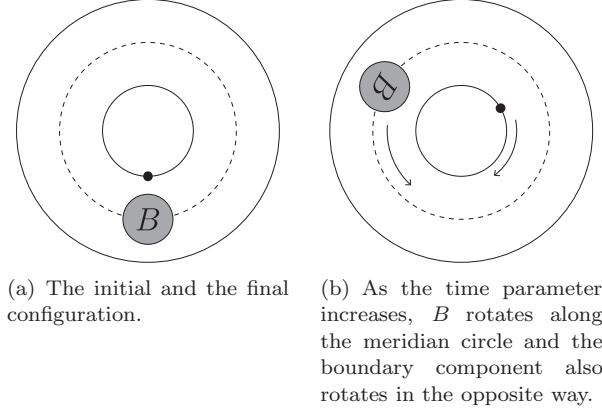 B
B
(a) The initial and the final
configuration.
(b) As the time parameter
increases, B rotates along
the meridian circle and the
boundary component also
rotates in the opposite way.